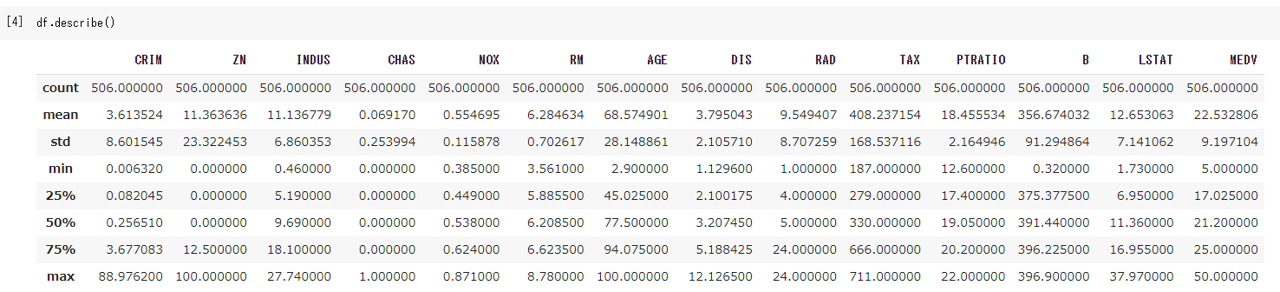 [4] df.describe()
CRIM ZN INDUS CHAS NOX RM AGE DIS RAD TAX PTRATIO B LSTAT MEDV
count 506.000000 506.000000 506.000000 506.000000 506.000000 506.000000 506.000000 506.000000 506.000000 506.000000 506.000000 506.000000 506.000000 506.000000
mean 3.613524 11.363636 11.136779 0.069170 0.554695 6.284634 68.574901 3.795043 9.549407 408.237154 18.455534 356.674032 12.653063 22.532806
std 8.601545 23.322453 6.860353 0.253994 0.115878 0.702617 28.148861 2.105710 8.707259 168.537116 2.164946 91.294864 7.141062 9.197104
min 0.006320 0.000000 0.460000 0.000000 0.385000 3.561000 2.900000 1.129600 1.000000 187.000000 12.600000 0.320000 1.730000 5.000000
25% 0.082045 0.000000 5.190000 0.000000 0.449000 5.885500 45.025000 2.100175 4.000000 279.000000 17.400000 375.377500 6.950000 17.025000
50% 0.256510 0.000000 9.690000 0.000000 0.538000 6.208500 77.500000 3.207450 5.000000 330.000000 19.050000 391.440000 11.360000 21.200000
75% 3.677083 12.500000 18.100000 0.000000 0.624000 6.623500 94.075000 5.188425 24.000000 666.000000 20.200000 396.225000 16.955000 25.000000
max 88.976200 100.000000 27.740000 1.000000 0.871000 8.780000 100.000000 12.126500 24.000000 711.000000 22.000000 396.900000 37.970000 50.000000